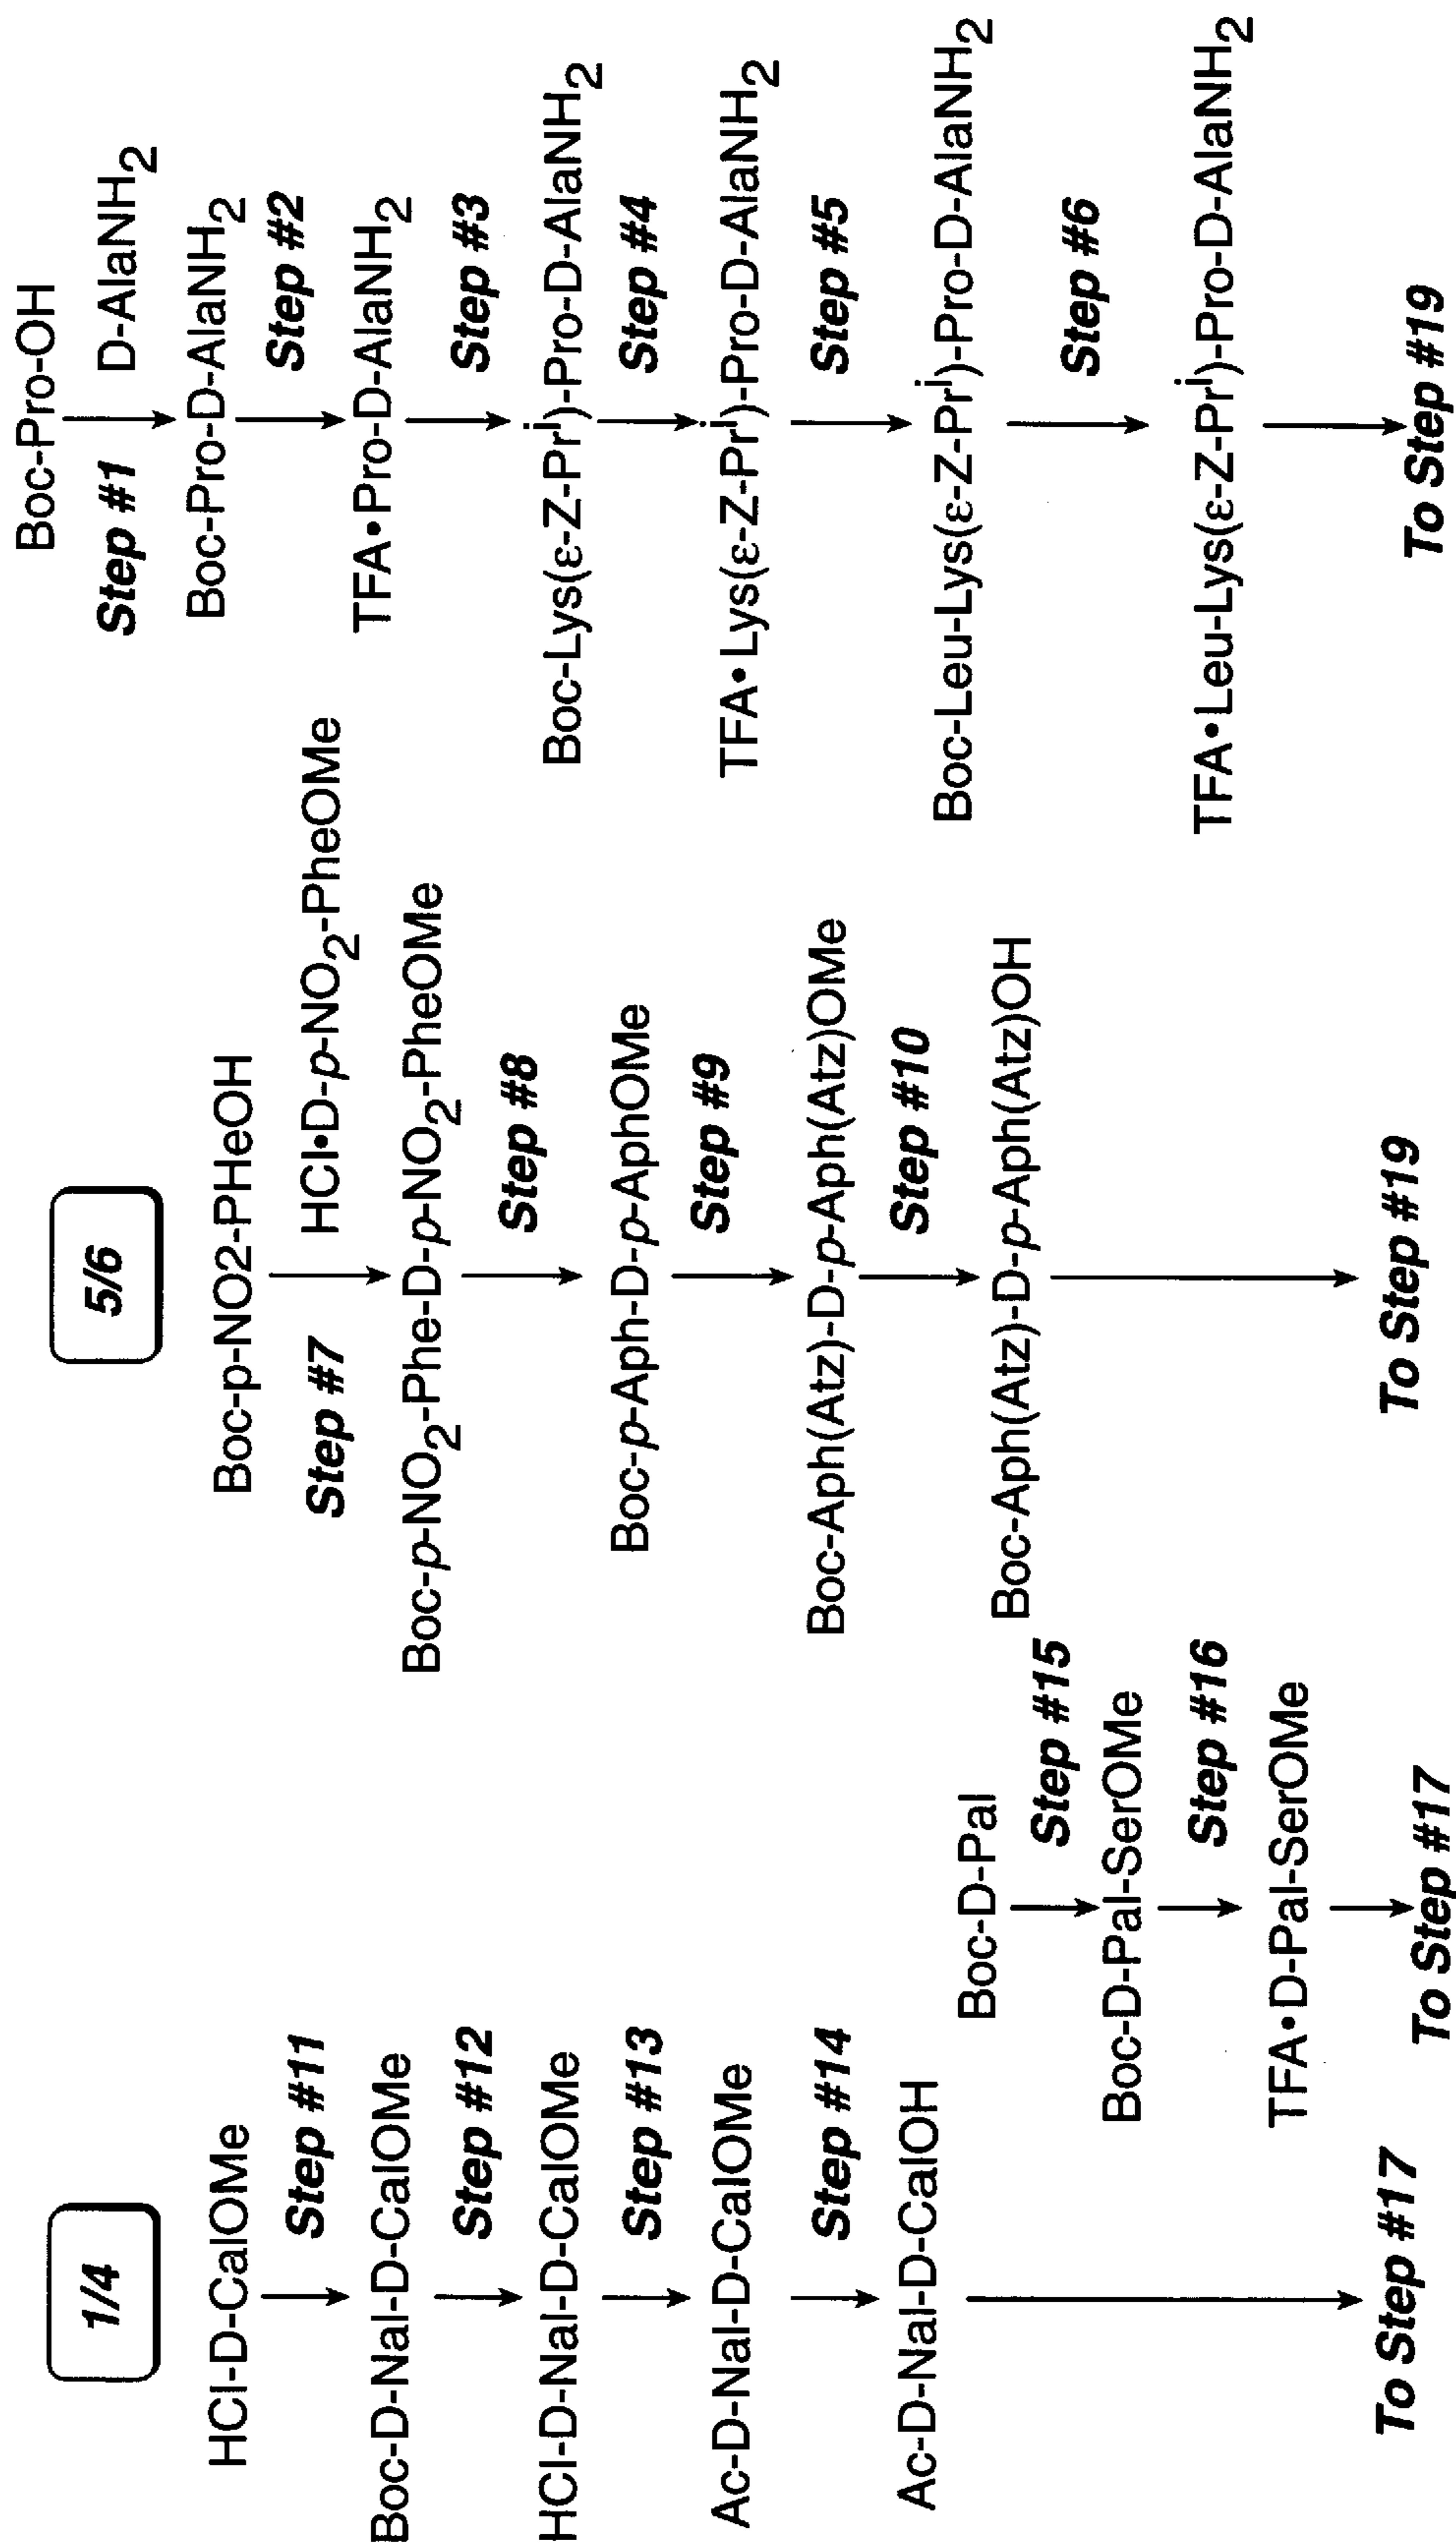 1/4
HCl-D-CalOMe
Step #11
Boc-D-Nal-D-CalOMe
Step #12
HCl-D-Nal-D-CalOMe
Step #13
Ac-D-Nal-D-CalOMe
Step #14
Ac-D-Nal-D-CalOH
To Step #17
Boc-D-Pal
Step #15
Boc-D-Pal-SerOMe
Step #16
TFA•D-Pal-SerOMe
To Step #17
5/6
Boc-p-NO2-PHeOH
Step #7 HCl•D-p-NO2-PheOMe
Boc-p-NO2-Phe-D-p-NO2-PheOMe
Step #8
Boc-p-Aph-D-p-AphOMe
Step #9
Boc-Aph(Atz)-D-p-Aph(Atz)OMe
Step #10
Boc-Aph(Atz)-D-p-Aph(Atz)OH
To Step #19
Boc-Pro-OH
Step #1 D-AlaNH2
Boc-Pro-D-AlaNH2
Step #2
TFA•Pro-D-AlaNH2
Step #3
Boc-Lys(ε-Z-Prⁱ)-Pro-D-AlaNH2
Step #4
TFA•Lys(ε-Z-Prⁱ)-Pro-D-AlaNH2
Step #5
Boc-Leu-Lys(ε-Z-Prⁱ)-Pro-D-AlaNH2
Step #6
TFA•Leu-Lys(ε-Z-Prⁱ)-Pro-D-AlaNH2
To Step #19